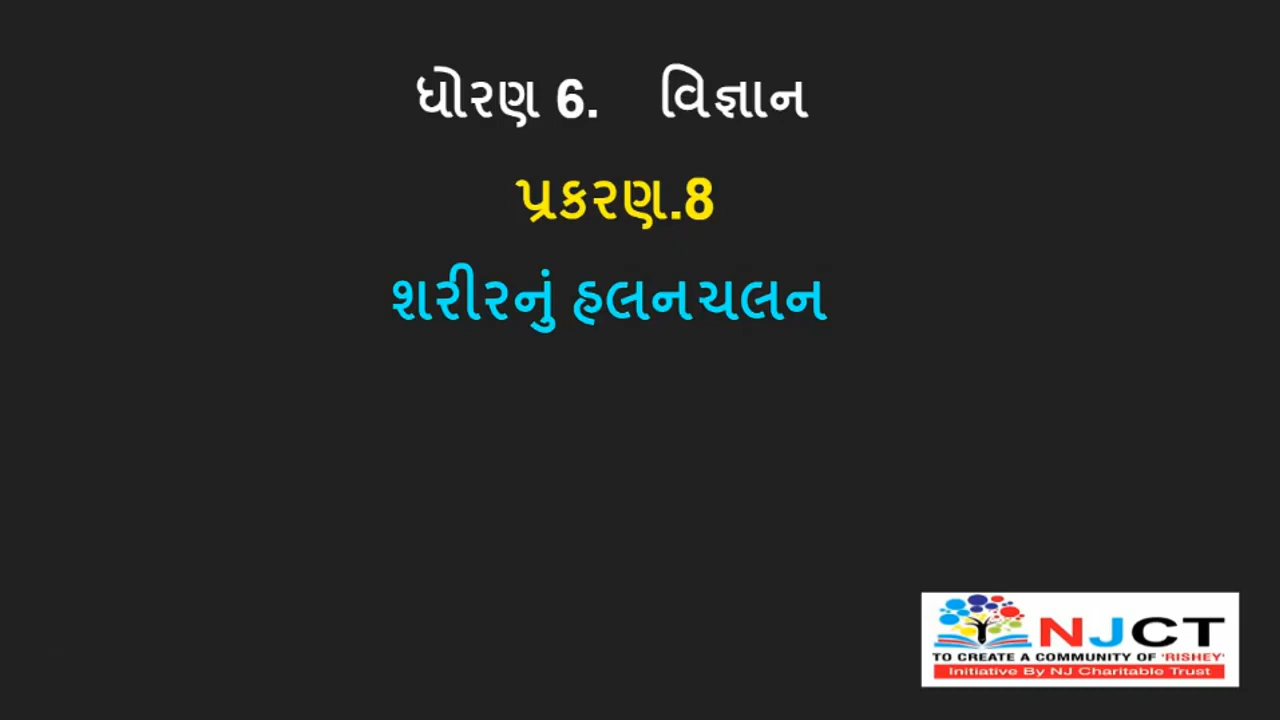 ધોરણ 6. વિજ્ઞાન
પ્રકરણ.8
શરીરનું હલનચલન
NJCT
TO CREATE A COMMUNITY OF 'RISHEY'
Initiative By NJ Charitable Trust